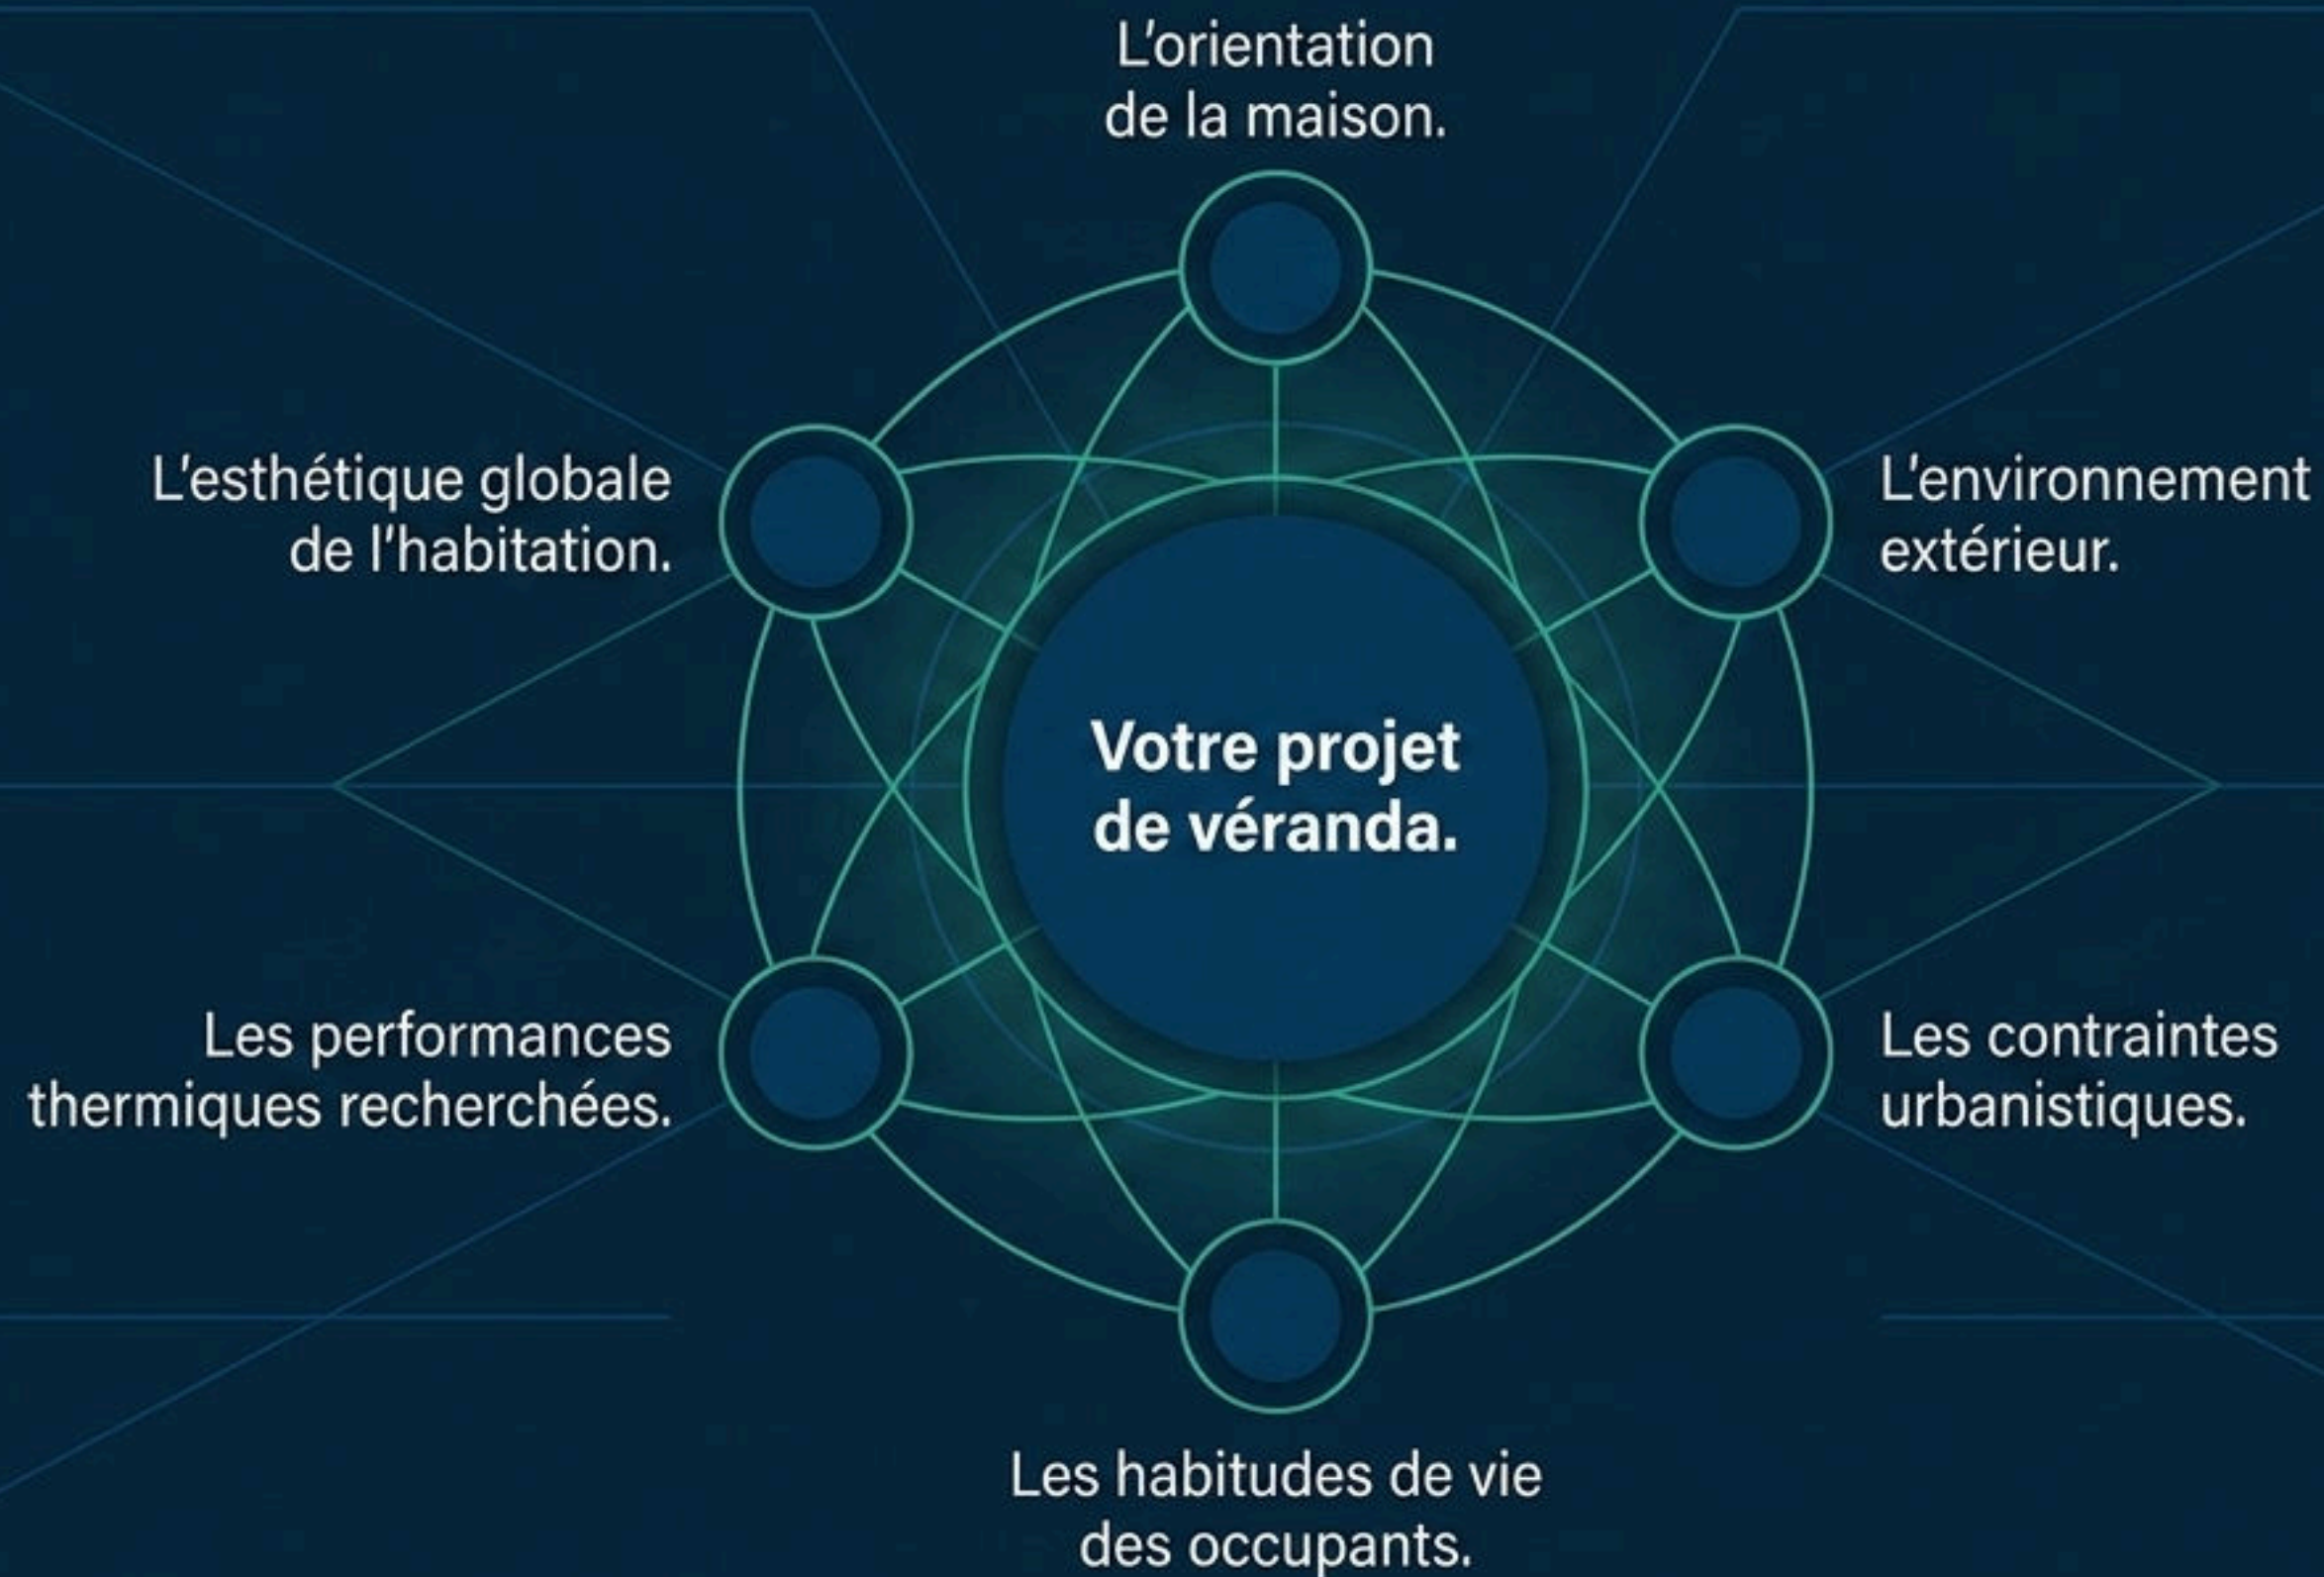 L'orientation
de la maison.
L'esthétique globale
de l'habitation.
L'environnement
extérieur.
Votre projet
de véranda.
Les performances
thermiques recherchées.
Les contraintes
urbanistiques.
Les habitudes de vie
des occupants.